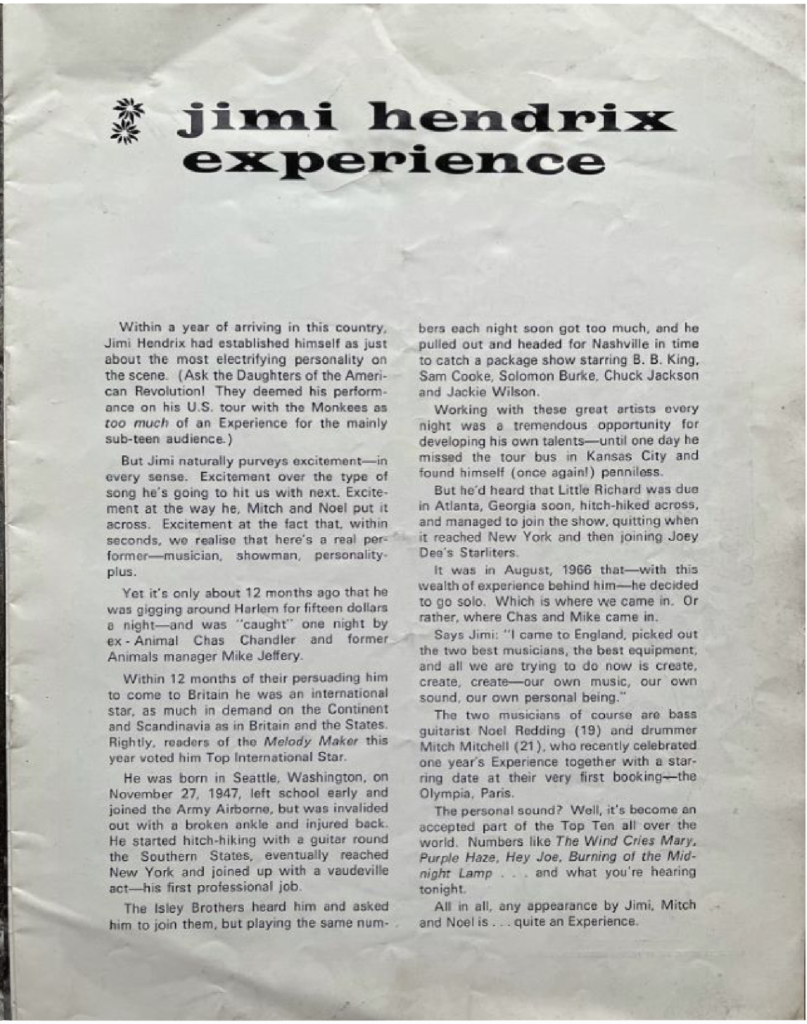 jimi hendrix
experience
Within a year of arriving in this country,
Jimi Hendrix had established himself as just
about the most electrifying personality on
the scene. (Ask the Daughters of the Ameri-
can Revolution! They deemed his perform-
ance on his U.S. tour with the Monkees as
too much of an Experience for the mainly
sub-teen audience.)
But Jimi naturally purveys excitement—in
every sense. Excitement over the type of
song he's going to hit us with next. Excite-
ment at the way he, Mitch and Noel put it
across. Excitement at the fact that, within
seconds, we realise that here's a real per-
former—musician, showman, personality-
plus.
Yet it's only about 12 months ago that he
was gigging around Harlem for fifteen dollars
a night—and was "caught" one night by
ex-Animal Chas Chandler and former
Animals manager Mike Jeffery.
Within 12 months of their persuading him
to come to Britain he was an international
star, as much in demand on the Continent
and Scandinavia as in Britain and the States.
Rightly, readers of the Melody Maker this
year voted him Top International Star.
He was born in Seattle, Washington, on
November 27, 1947, left school early and
joined the Army Airborne, but was invalided
out with a broken ankle and injured back.
He started hitch-hiking with a guitar round
the Southern States, eventually reached
New York and joined up with a vaudeville
act—his first professional job.
The Isley Brothers heard him and asked
him to join them, but playing the same num-
bers each night soon got too much, and he
pulled out and headed for Nashville in time
to catch a package show starring B. B. King,
Sam Cooke, Solomon Burke, Chuck Jackson
and Jackie Wilson.
Working with these great artists every
night was a tremendous opportunity for
developing his own talents—until one day he
missed the tour bus in Kansas City and
found himself (once again!) penniless.
But he'd heard that Little Richard was due
in Atlanta, Georgia soon, hitch-hiked across,
and managed to join the show, quitting when
it reached New York and then joining Joey
Dee's Starliters.
It was in August, 1966 that—with this
wealth of experience behind him—he decided
to go solo. Which is where we came in. Or
rather, where Chas and Mike came in.
Says Jimi: "I came to England, picked out
the two best musicians, the best equipment,
and all we are trying to do now is create,
create, create—our own music, our own
sound, our own personal being."
The two musicians of course are bass
guitarist Noel Redding (19) and drummer
Mitch Mitchell (21), who recently celebrated
one year's Experience together with a star-
ring date at their very first booking—the
Olympia, Paris.
The personal sound? Well, it's become an
accepted part of the Top Ten all over the
world. Numbers like The Wind Cries Mary,
Purple Haze, Hey Joe, Burning of the Mid-
night Lamp . . . and what you're hearing
tonight.
All in all, any appearance by Jimi, Mitch
and Noel is . . . quite an Experience.